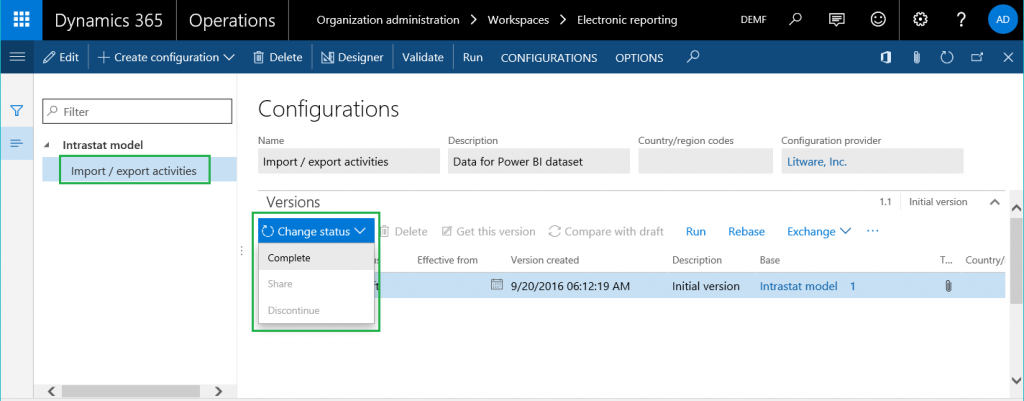 Dynamics 365 Operations Organization administration > Workspaces > Electronic reporting DEMF ? AD
Edit + Create configuration Delete Designer Validate Run CONFIGURATIONS OPTIONS
Filter
Intrastat model
Import / export activities
Configurations
Name Description Country/region codes Configuration provider
Import / export activities Data for Power BI dataset Litware, Inc.
Versions 1.1 Initial version
Change status Delete Get this version Compare with draft Run Rebase Exchange ...
Effective from Version created Description Base T... Country/
9/20/2016 06:12:19 AM Initial version Intrastat model 1
Complete
Share
Discontinue